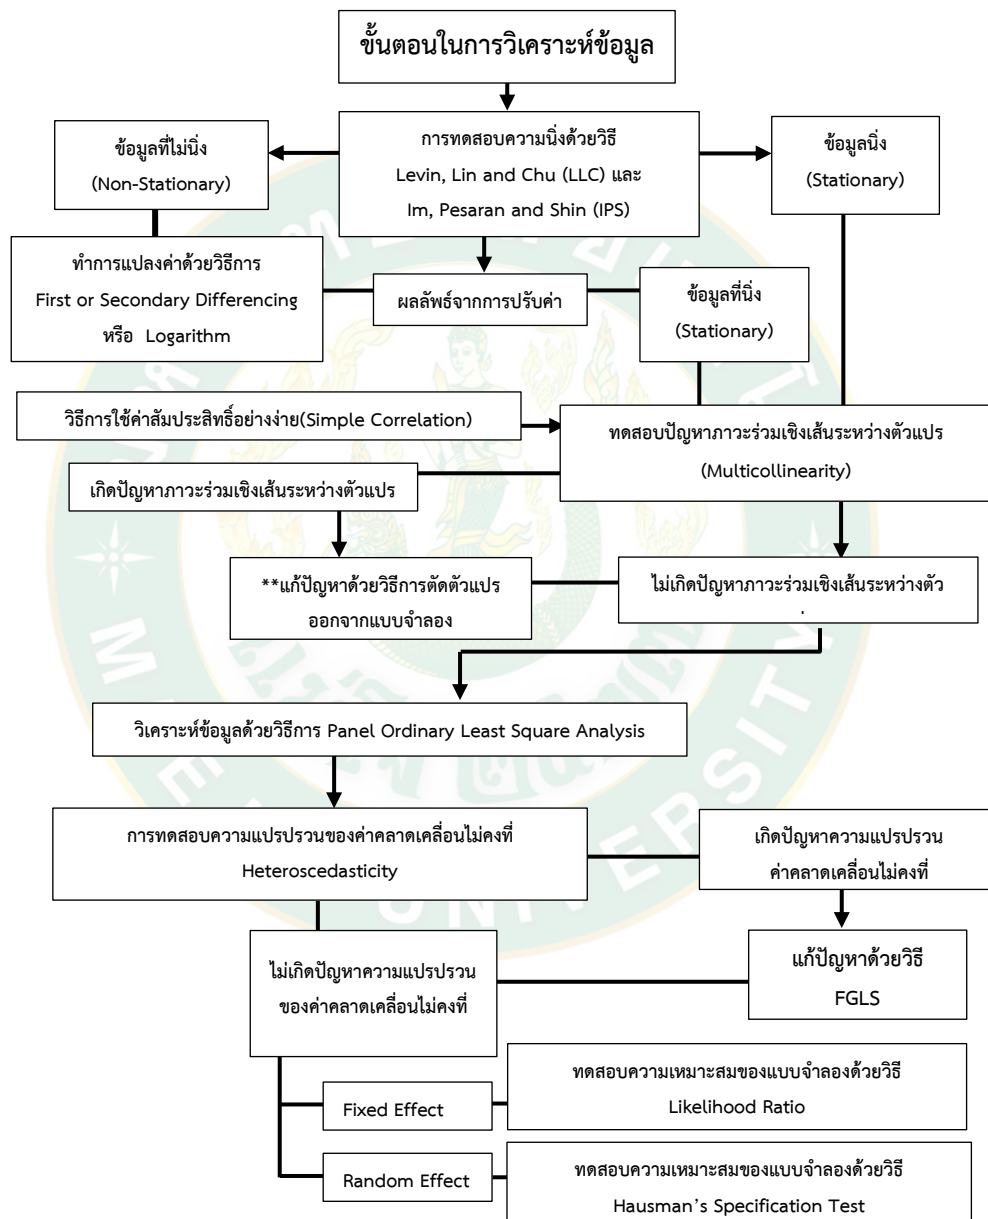 ขั้นตอนในการวิเคราะห์ข้อมูล
ข้อมูลที่ไม่นิ่ง
(Non-Stationary)
การทดสอบความนิ่งด้วยวิธี
Levin, Lin and Chu (LLC) และ
Im, Pesaran and Shin (IPS)
ข้อมูลนิ่ง
(Stationary)
ทำการแปลงค่าด้วยวิธีการ
First or Secondary Differencing
หรือ Logarithm
ผลลัพธ์จากการปรับค่า
ข้อมูลที่นิ่ง
(Stationary)
วิธีการใช้ค่าสัมประสิทธิ์อย่างง่าย(Simple Correlation)
ทดสอบปัญหาภาวะร่วมเชิงเส้นระหว่างตัวแปร
(Multicollinearity)
เกิดปัญหาภาวะร่วมเชิงเส้นระหว่างตัวแปร
**แก้ปัญหาด้วยวิธีการตัดตัวแปร
ออกจากแบบจำลอง
ไม่เกิดปัญหาภาวะร่วมเชิงเส้นระหว่างตัว
วิเคราะห์ข้อมูลด้วยวิธีการ Panel Ordinary Least Square Analysis
การทดสอบความแปรปรวนของค่าคลาดเคลื่อนไม่คงที่
Heteroscedasticity
เกิดปัญหาความแปรปรวน
ค่าคลาดเคลื่อนไม่คงที่
ไม่เกิดปัญหาความแปรปรวน
ของค่าคลาดเคลื่อนไม่คงที่
แก้ปัญหาด้วยวิธี
FGLS
Fixed Effect
ทดสอบความเหมาะสมของแบบจำลองด้วยวิธี
Likelihood Ratio
Random Effect
ทดสอบความเหมาะสมของแบบจำลองด้วยวิธี
Hausman's Specification Test